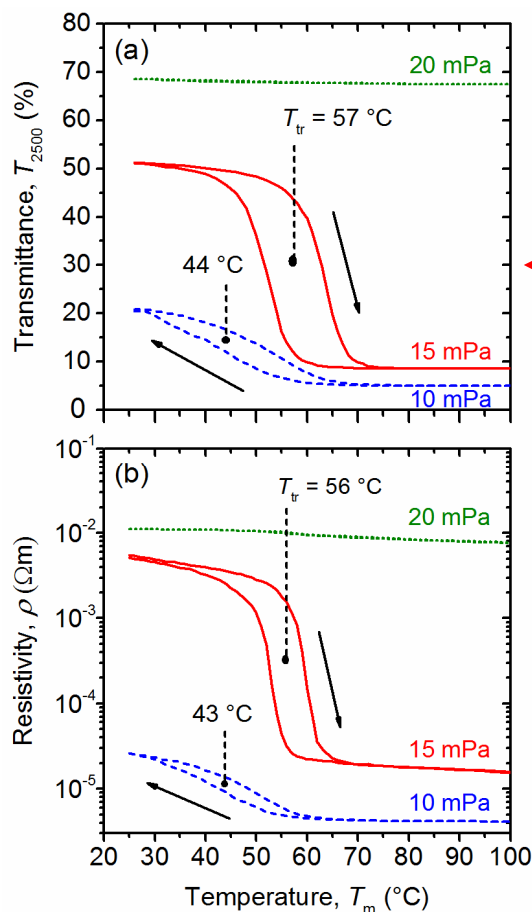 (a)
20 mPa
T_tr = 57 °C
44 °C
15 mPa
10 mPa
80
70
60
50
40
30
20
10
0
Transmittance, T_2500 (%)
(b)
T_tr = 56 °C
20 mPa
43 °C
15 mPa
10 mPa
10^-1
10^-2
10^-3
10^-4
10^-5
Resistivity, ρ (Ωm)
20 30 40 50 60 70 80 90 100
Temperature, T_m (°C)